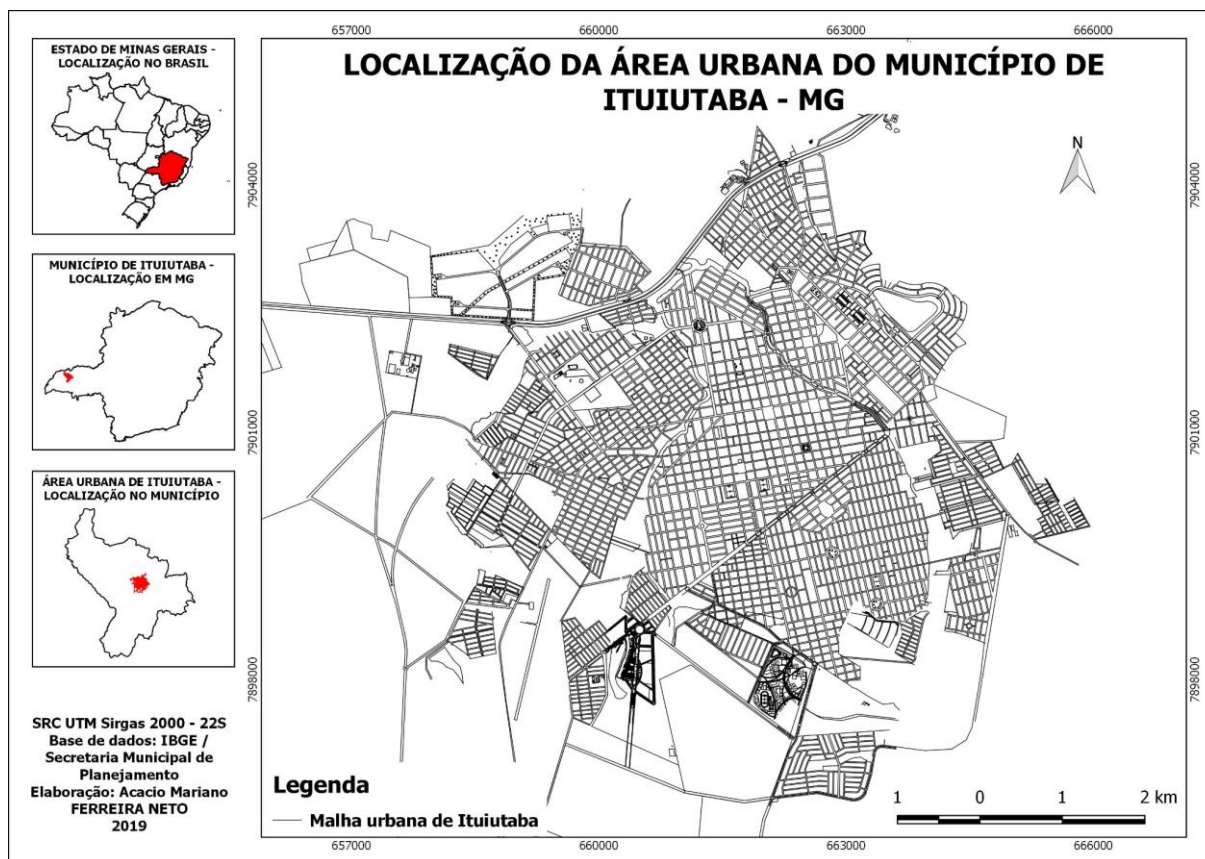 657000
660000
663000
666000
ESTADO DE MINAS GERAIS -
LOCALIZAÇÃO NO BRASIL
LOCALIZAÇÃO DA ÁREA URBANA DO MUNICÍPIO DE
ITUIUTABA - MG
N
7904000
7904000
MUNICÍPIO DE ITUIUTABA -
LOCALIZAÇÃO EM MG
7901000
7901000
ÁREA URBANA DE ITUIUTABA -
LOCALIZAÇÃO NO MUNICÍPIO
7898000
7898000
SRC UTM Sirgas 2000 - 22S
Base de dados: IBGE /
Secretaria Municipal de
Planejamento
Elaboração: Acacio Mariano
FERREIRA NETO
2019
Legenda
Malha urbana de Ituiutaba
1 0 1 2 km
657000
660000
663000
666000